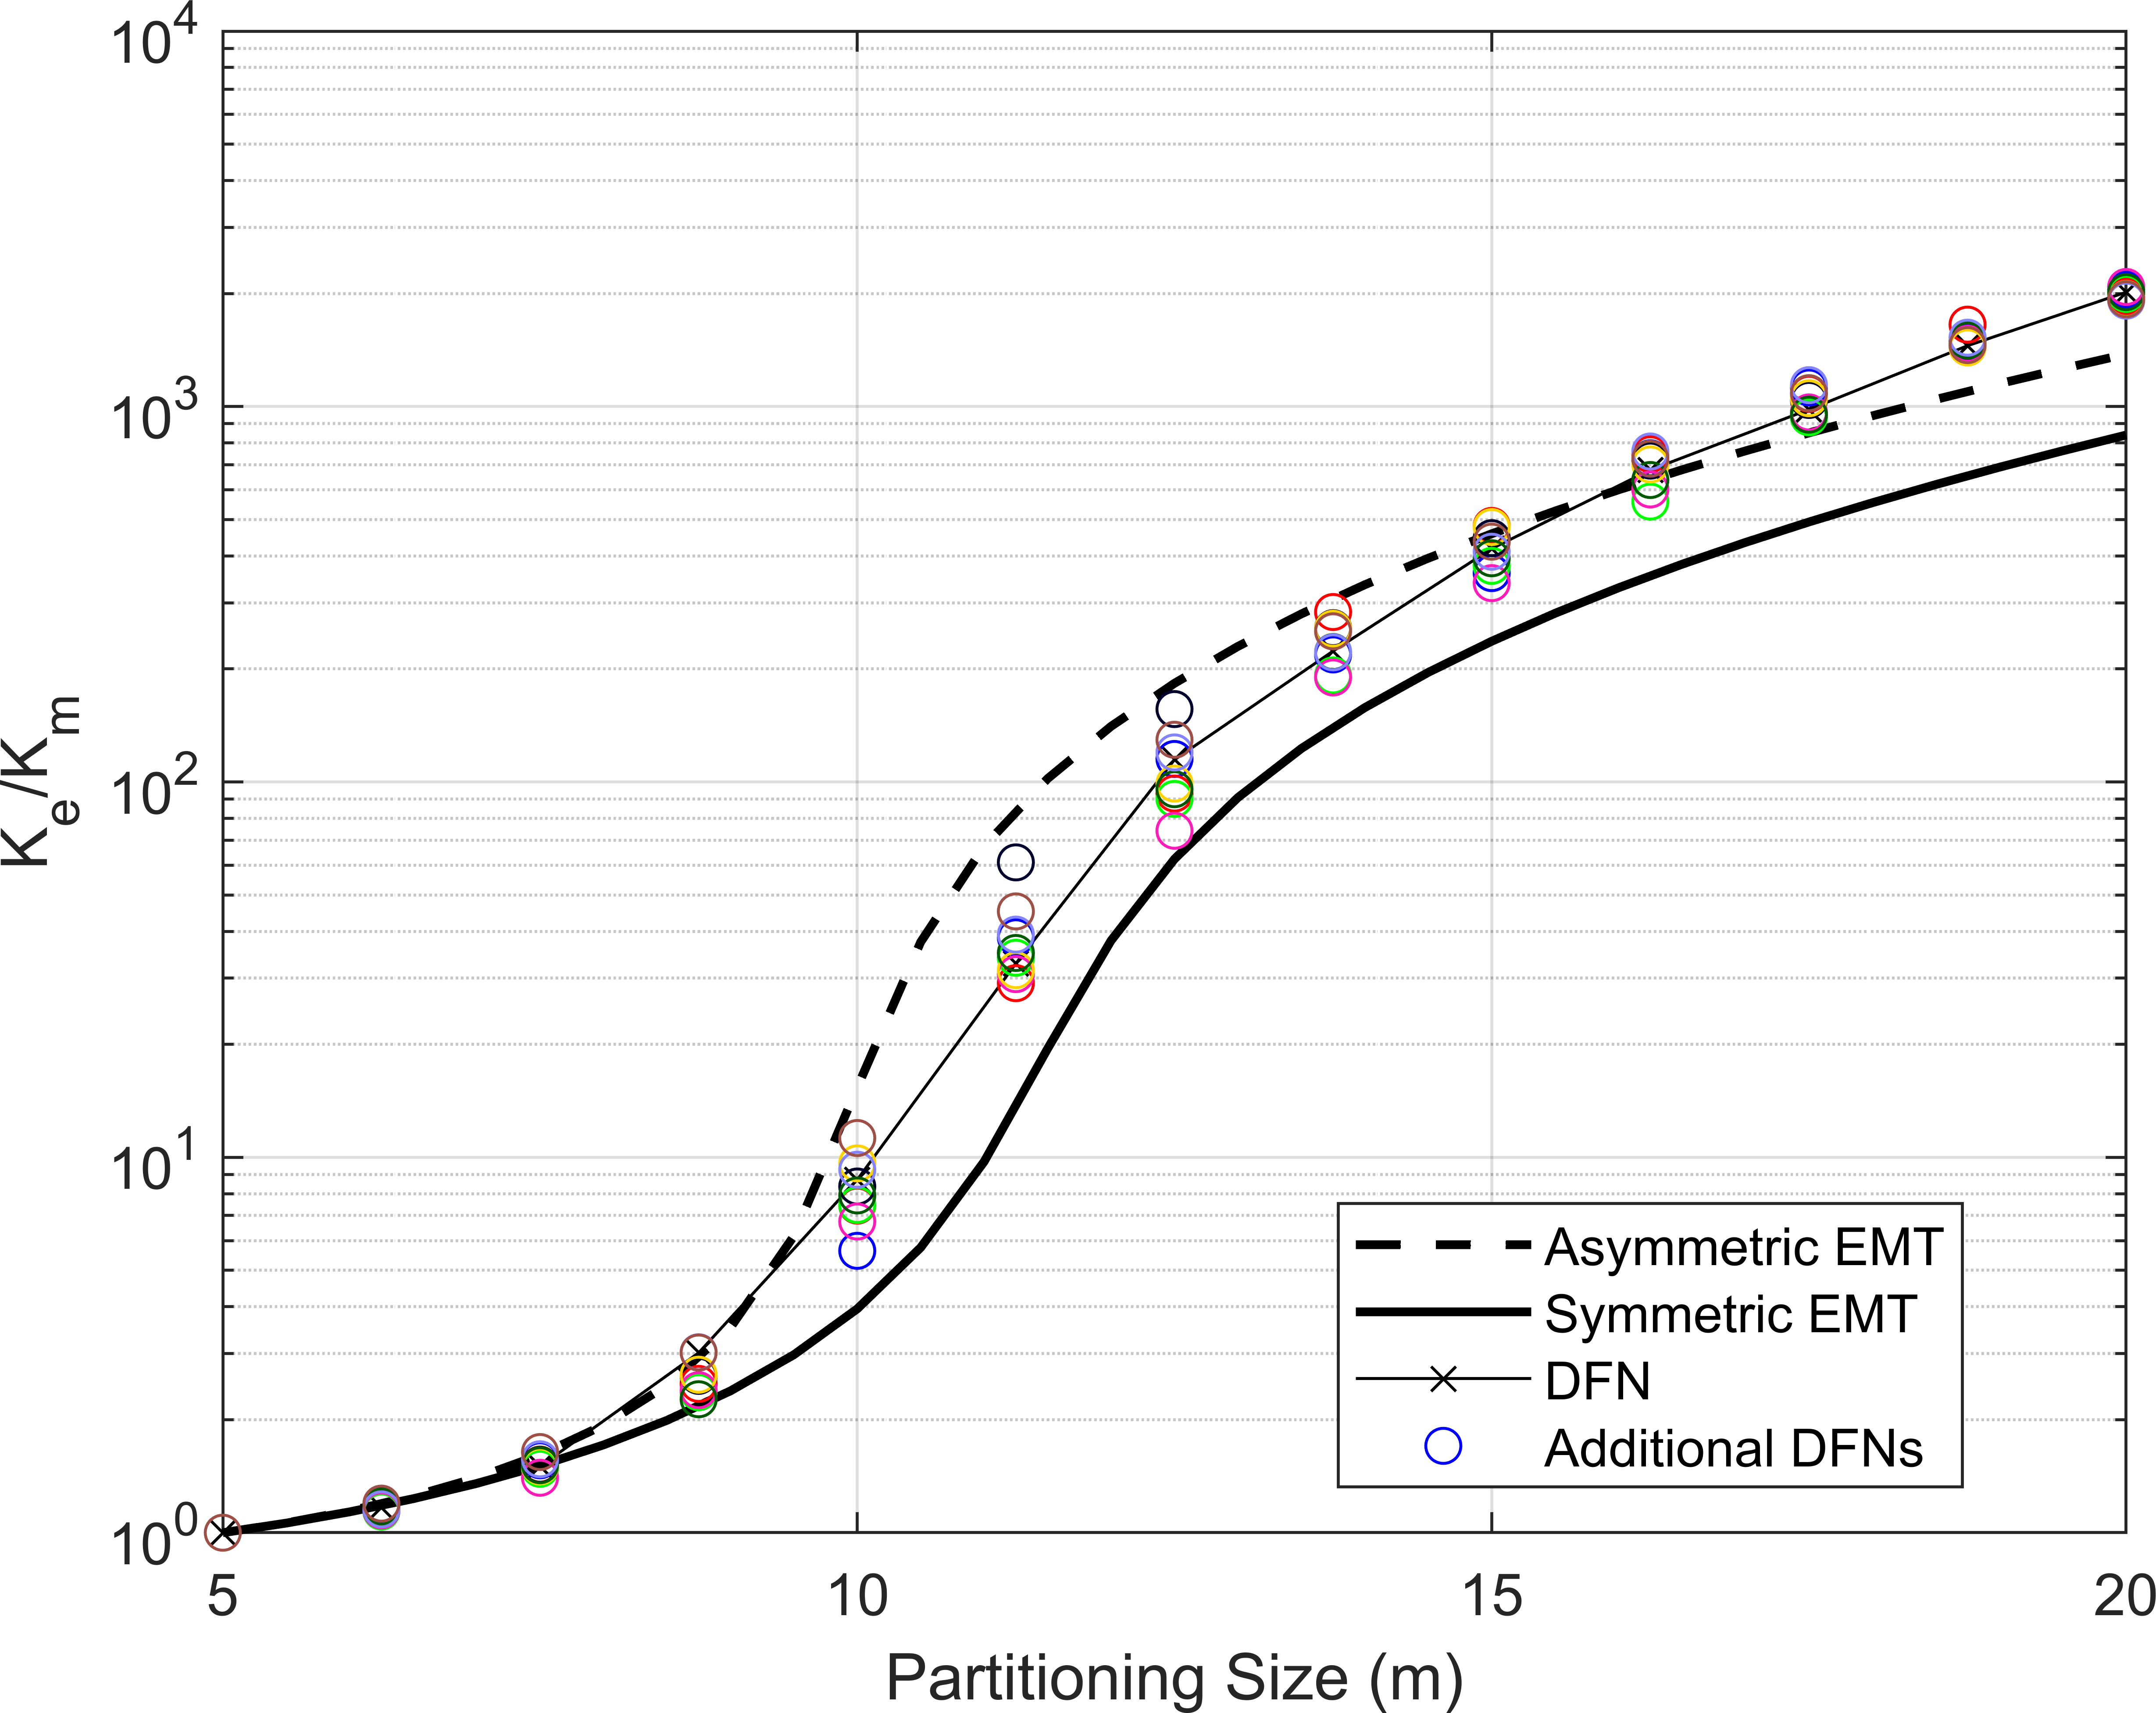 10^4
10^3
10^2
10^1
10^0
K_e/K_m
5 10 15 20
Partitioning Size (m)
Asymmetric EMT
Symmetric EMT
DFN
Additional DFNs